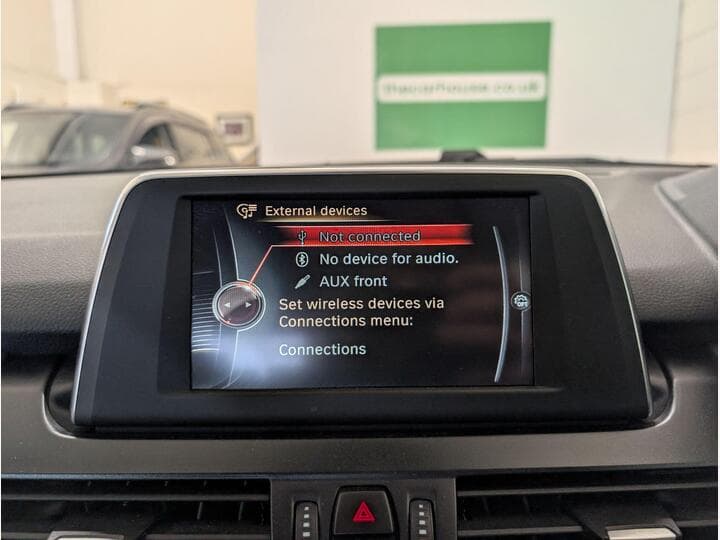 thecarhouse.co.uk
External devices
Not connected
No device for audio.
AUX front
Set wireless devices via
Connections menu:
Connections
OFF